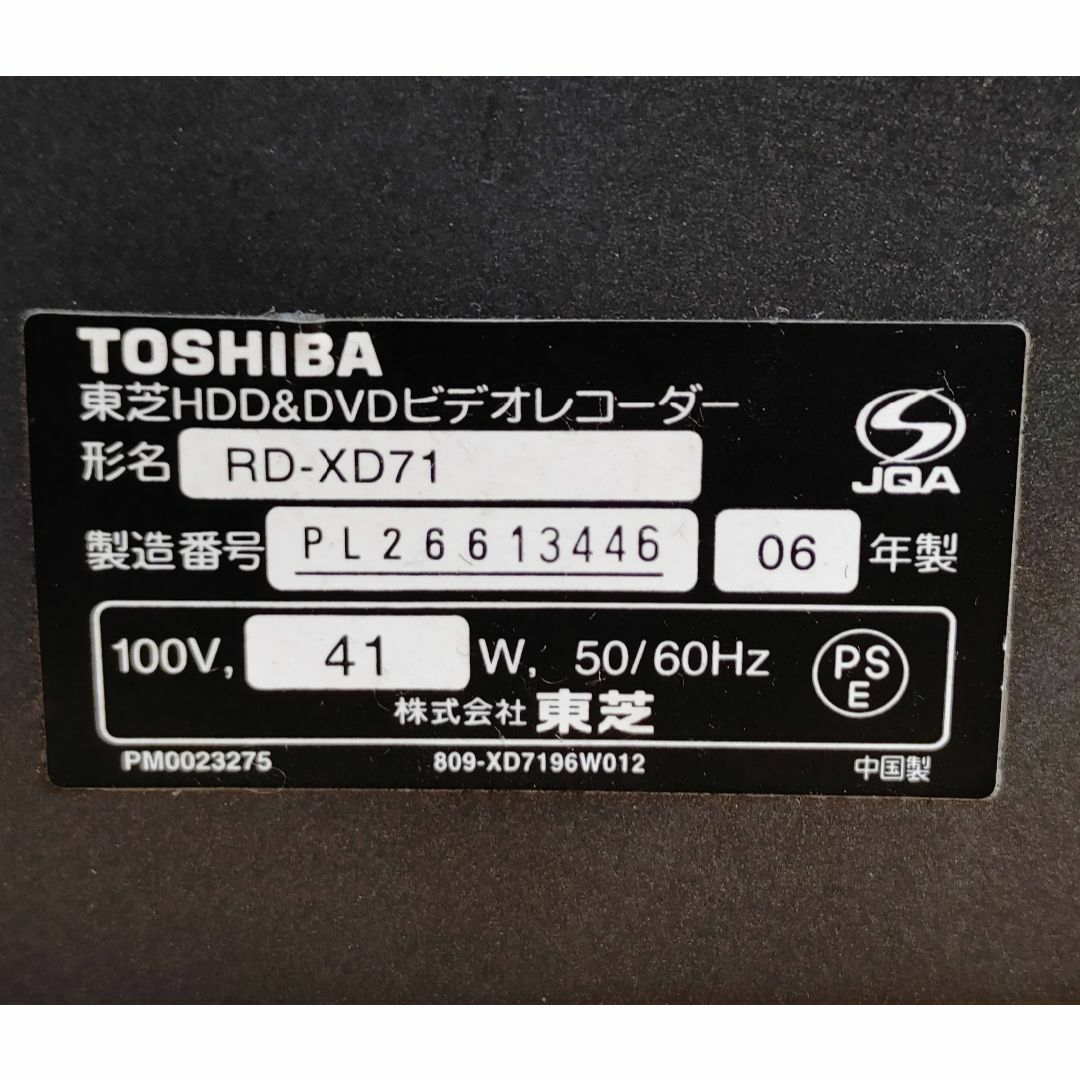 TOSHIBA
東芝HDD&DVDビデオレコーダー
形名 RD-XD71
JQA
製造番号 PL26613446 06 年製
100V, 41 W, 50/60Hz
PS
E
株式会社 東芝
PM0023275 809-XD7196W012 中国製